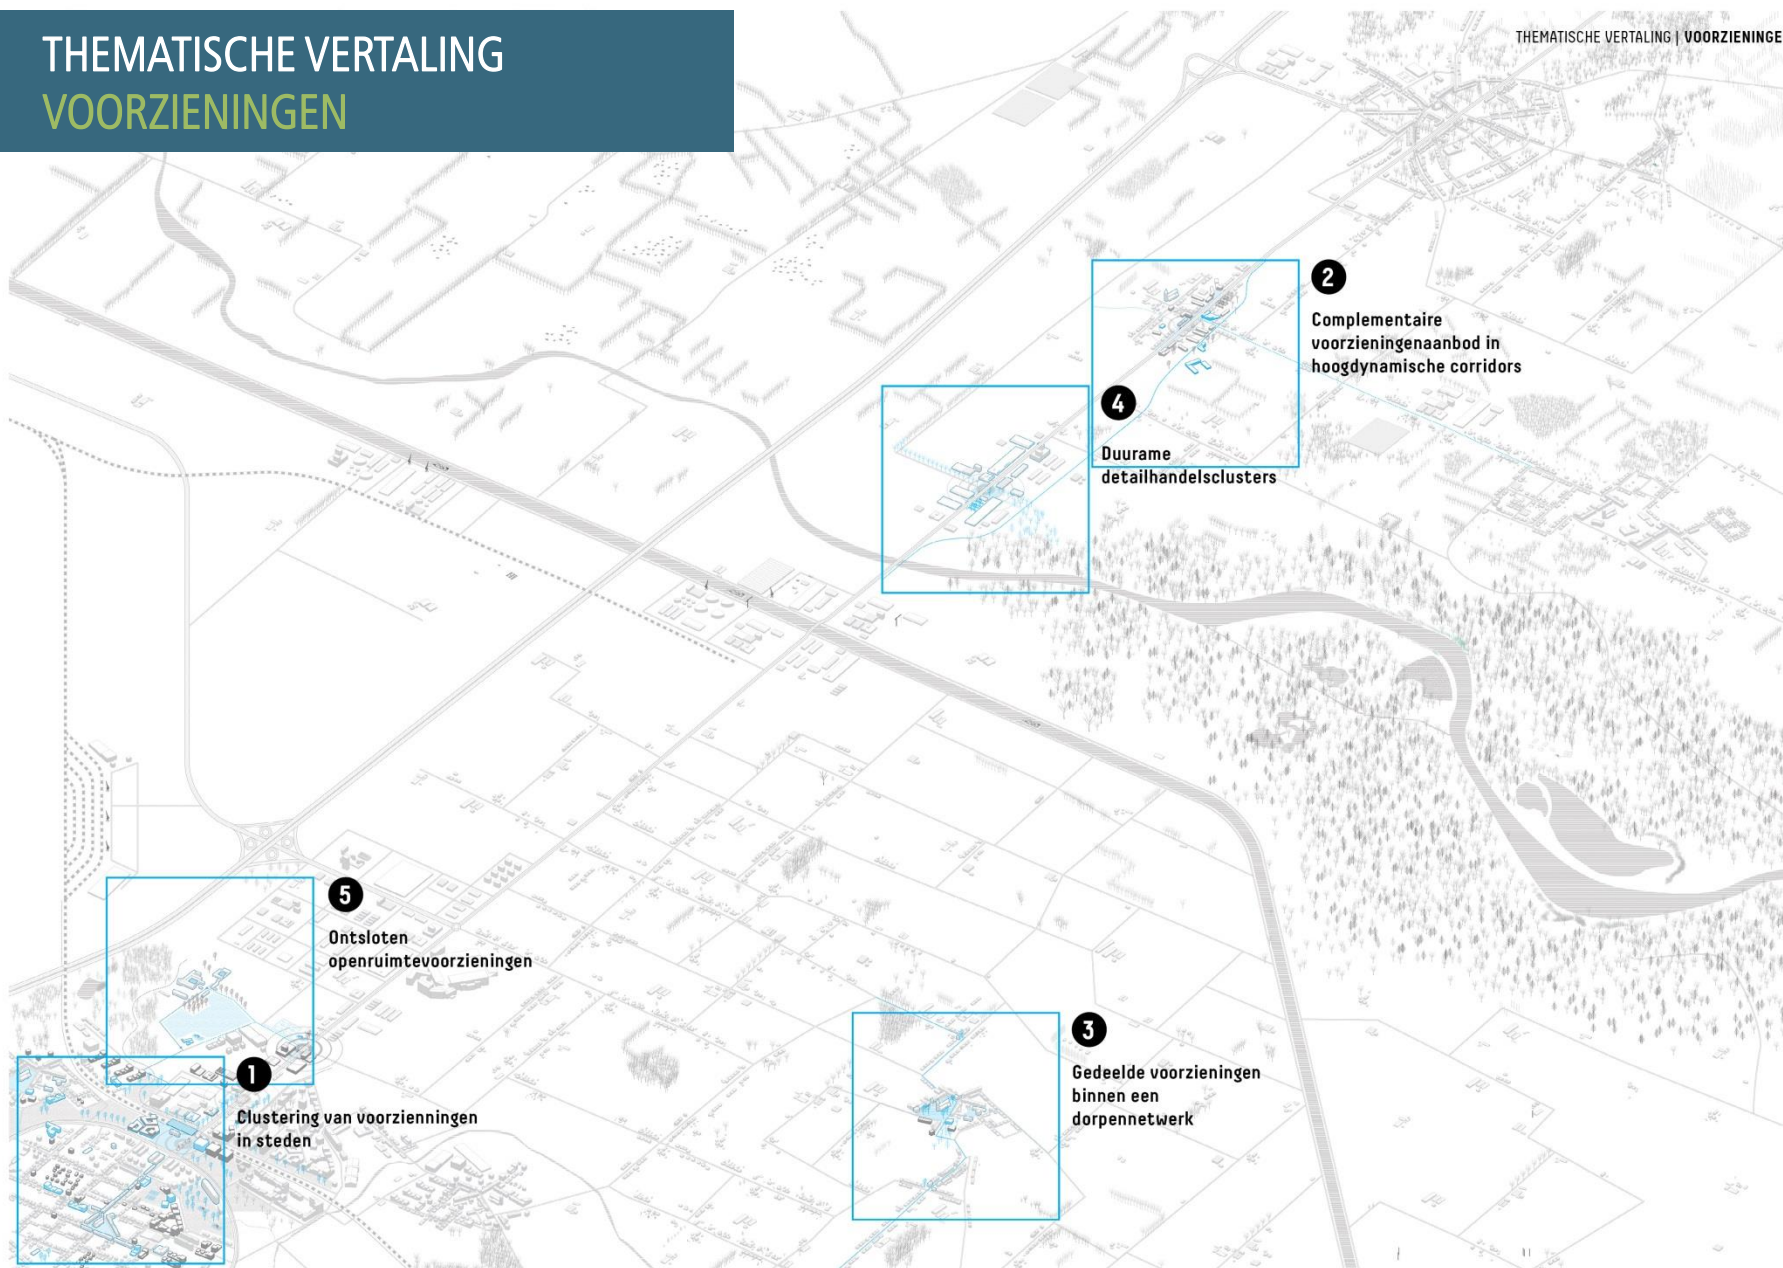 THEMATISCHE VERTALING
VOORZIENINGEN
THEMATISCHE VERTALING | VOORZIENINGE
2
Complementaire
voorzieningenaanbod in
hoogdynamische corridors
4
Duurame
detailhandelsclusters
5
Ontsloten
openruimtevoorzieningen
3
Gedeelde voorzieningen
binnen een
dorpennetwerk
1
Clustering van voorzienningen
in steden